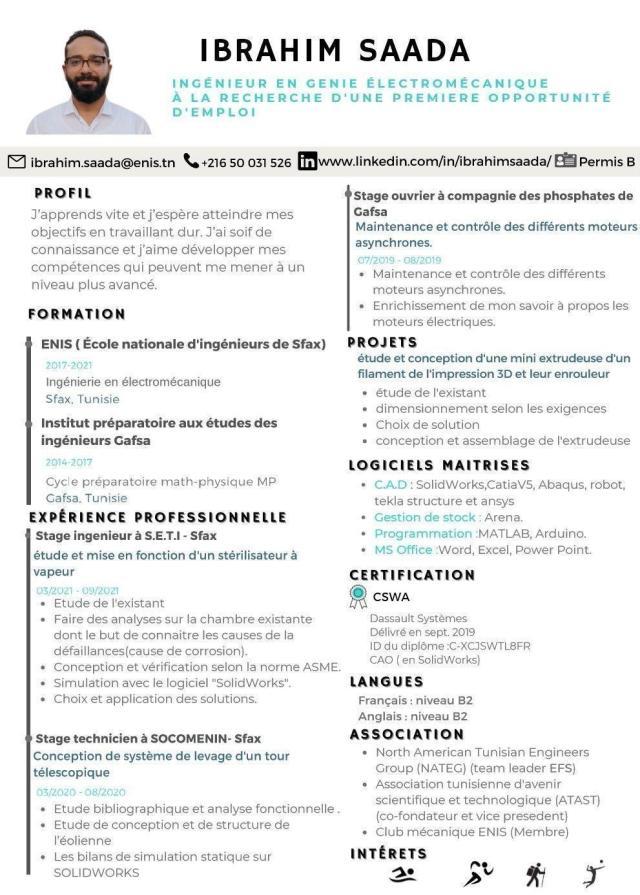 IBRAHIM SAADA
INGÉNIEUR EN GENIE ÉLECTROMÉCANIQUE
À LA RECHERCHE D'UNE PREMIERE OPPORTUNITÉ
D'EMPLOI
ibrahim.saada@enis.tn +216 50 031 526 in www.linkedin.com/in/ibrahimsaada/ Permis B
PROFIL
J'apprends vite et j'espère atteindre mes
objectifs en travaillant dur. J'ai soif de
connaissance et j'aime développer mes
compétences qui peuvent me mener à un
niveau plus avancé.
FORMATION
ENIS ( École nationale d'ingénieurs de Sfax)
2017-2021
Ingénierie en électromécanique
Sfax, Tunisie
Institut préparatoire aux études des
ingénieurs Gafsa
2014-2017
Cycle préparatoire math-physique MP
Gafsa, Tunisie
EXPÉRIENCE PROFESSIONNELLE
Stage ingenieur à S.E.T.I - Sfax
étude et mise en fonction d'un stérilisateur à
vapeur
03/2021 - 09/2021
• Etude de l'existant
• Faire des analyses sur la chambre existante
dont le but de connaitre les causes de la
défaillances(cause de corrosion).
• Conception et vérification selon la norme ASME.
• Simulation avec le logiciel "SolidWorks".
• Choix et application des solutions.
Stage technicien à SOCOMENIN- Sfax
Conception de système de levage d'un tour
télescopique
03/2020 - 08/2020
• Etude bibliographique et analyse fonctionnelle .
• Etude de conception et de structure de
l'éolienne
• Les bilans de simulation statique sur
SOLIDWORKS
Stage ouvrier à compagnie des phosphates de
Gafsa
Maintenance et contrôle des différents moteurs
asynchrones.
07/2019 - 08/2019
• Maintenance et contrôle des différents
moteurs asynchrones.
• Enrichissement de mon savoir à propos les
moteurs électriques.
PROJETS
étude et conception d'une mini extrudeuse d'un
filament de l'impression 3D et leur enrouleur
• étude de l'existant
• dimensionnement selon les exigences
• Choix de solution
• conception et assemblage de l'extrudeuse
LOGICIELS MAITRISES
• C.A.D : SolidWorks,CatiaV5, Abaqus, robot,
tekla structure et ansys
• Gestion de stock : Arena.
• Programmation :MATLAB, Arduino.
• MS Office :Word, Excel, Power Point.
CERTIFICATION
CSWA
Dassault Systèmes
Délivré en sept. 2019
ID du diplôme :C-XCJSWTL8FR
CAO ( en SolidWorks)
LANGUES
Français : niveau B2
Anglais : niveau B2
ASSOCIATION
• North American Tunisian Engineers
Group (NATEG) (team leader EFS)
• Association tunisienne d'avenir
scientifique et technologique (ATAST)
(co-fondateur et vice presedent)
• Club mécanique ENIS (Membre)
INTÉRETS